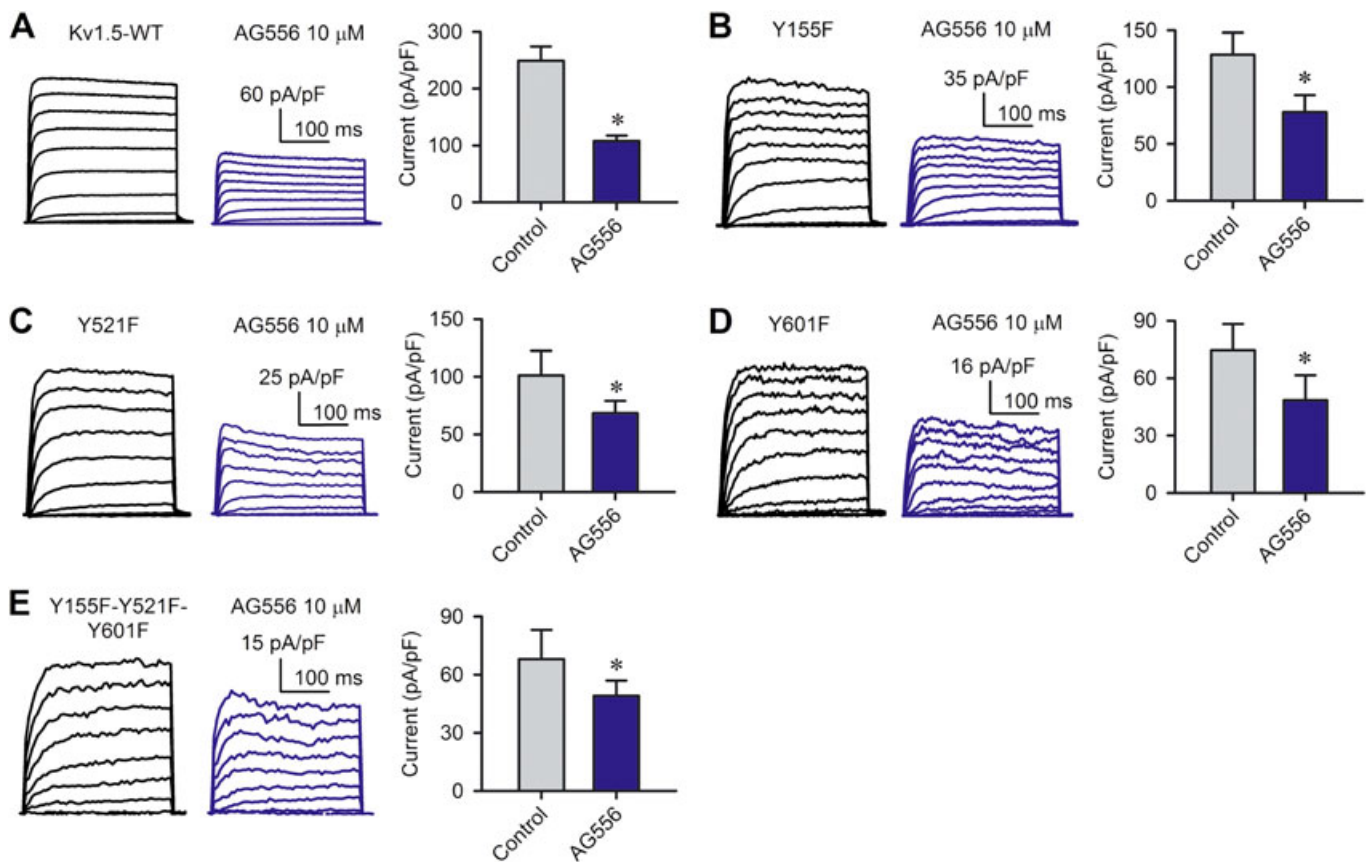 A
Kv1.5-WT
AG556 10 μM
60 pA/pF
100 ms
Current (pA/pF)
300
200
100
0
Control
AG556
*
B
Y155F
AG556 10 μM
35 pA/pF
100 ms
Current (pA/pF)
150
100
50
0
Control
AG556
*
C
Y521F
AG556 10 μM
25 pA/pF
100 ms
Current (pA/pF)
150
100
50
0
Control
AG556
*
D
Y601F
AG556 10 μM
16 pA/pF
100 ms
Current (pA/pF)
90
60
30
0
Control
AG556
*
E
Y155F-Y521F-
Y601F
AG556 10 μM
15 pA/pF
100 ms
Current (pA/pF)
90
60
30
0
Control
AG556
*